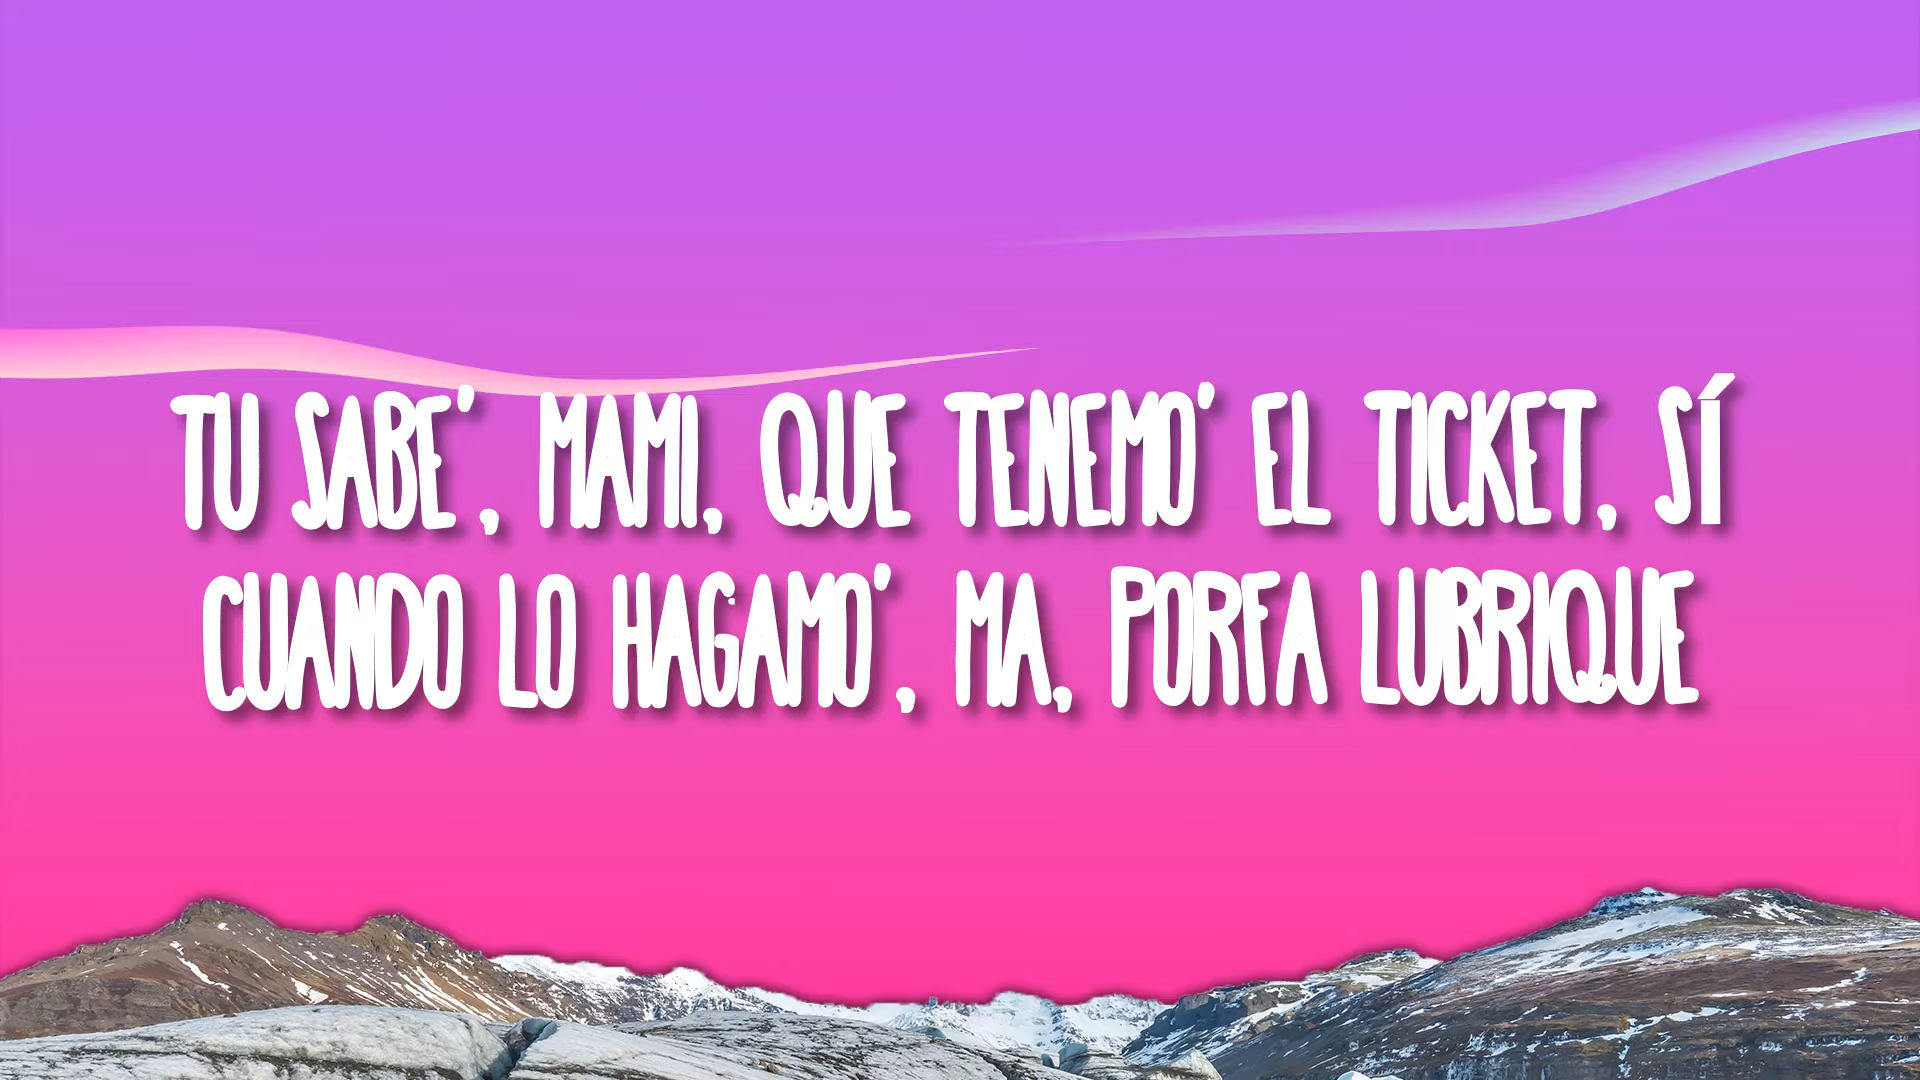 TU SABE', MAMI, QUE TENEMO' EL TICKET, SÍ
CUANDO LO HAGAMO', MA, PORFA LUBRIQUE